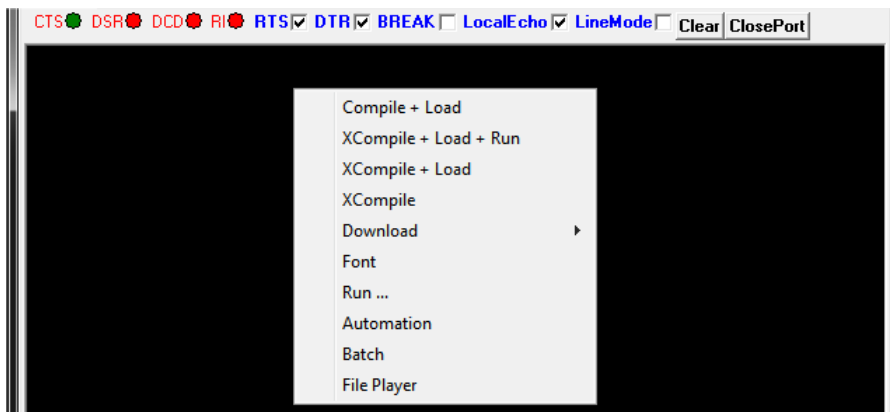 CTS DSR DCD RI RTS DTR BREAK LocalEcho LineMode Clear ClosePort
Compile + Load
XCompile + Load + Run
XCompile + Load
XCompile
Download
Font
Run ...
Automation
Batch
File Player